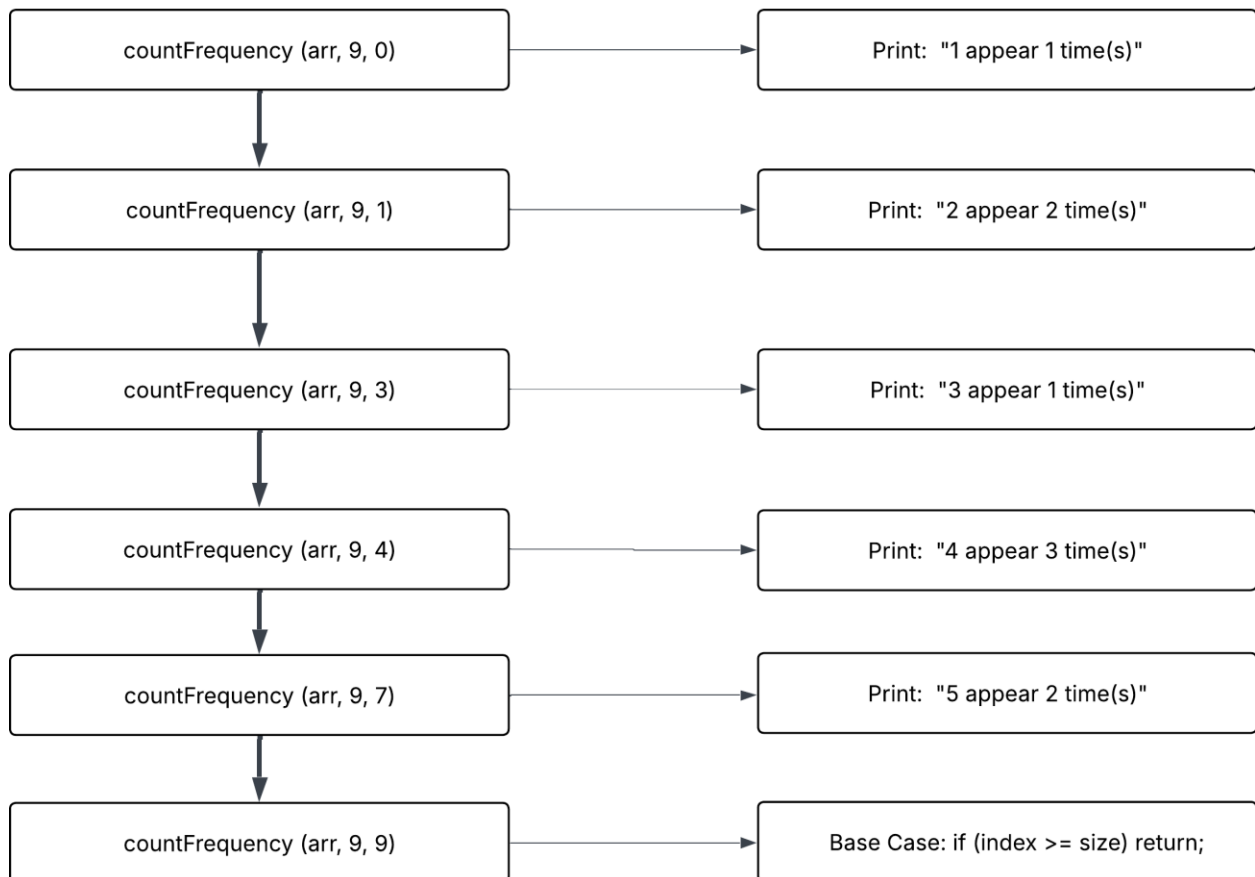 countFrequency (arr, 9, 0)
Print:  "1 appear 1 time(s)"
countFrequency (arr, 9, 1)
Print:  "2 appear 2 time(s)"
countFrequency (arr, 9, 3)
Print:  "3 appear 1 time(s)"
countFrequency (arr, 9, 4)
Print:  "4 appear 3 time(s)"
countFrequency (arr, 9, 7)
Print:  "5 appear 2 time(s)"
countFrequency (arr, 9, 9)
Base Case: if (index >= size) return;